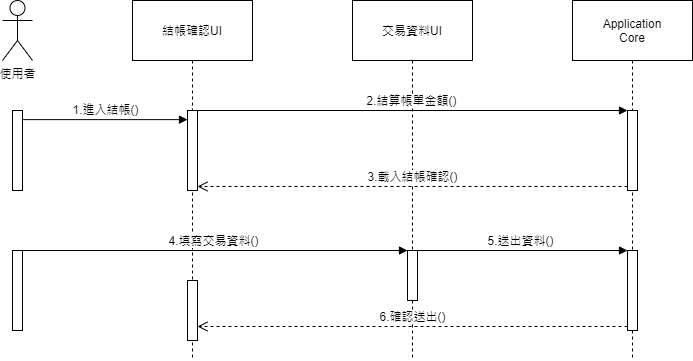 使用者
結帳確認UI
交易資料UI
Application
Core
1.進入結帳()
2.結算帳單金額()
3.載入結帳確認()
4.填寫交易資料()
5.送出資料()
6.確認送出()